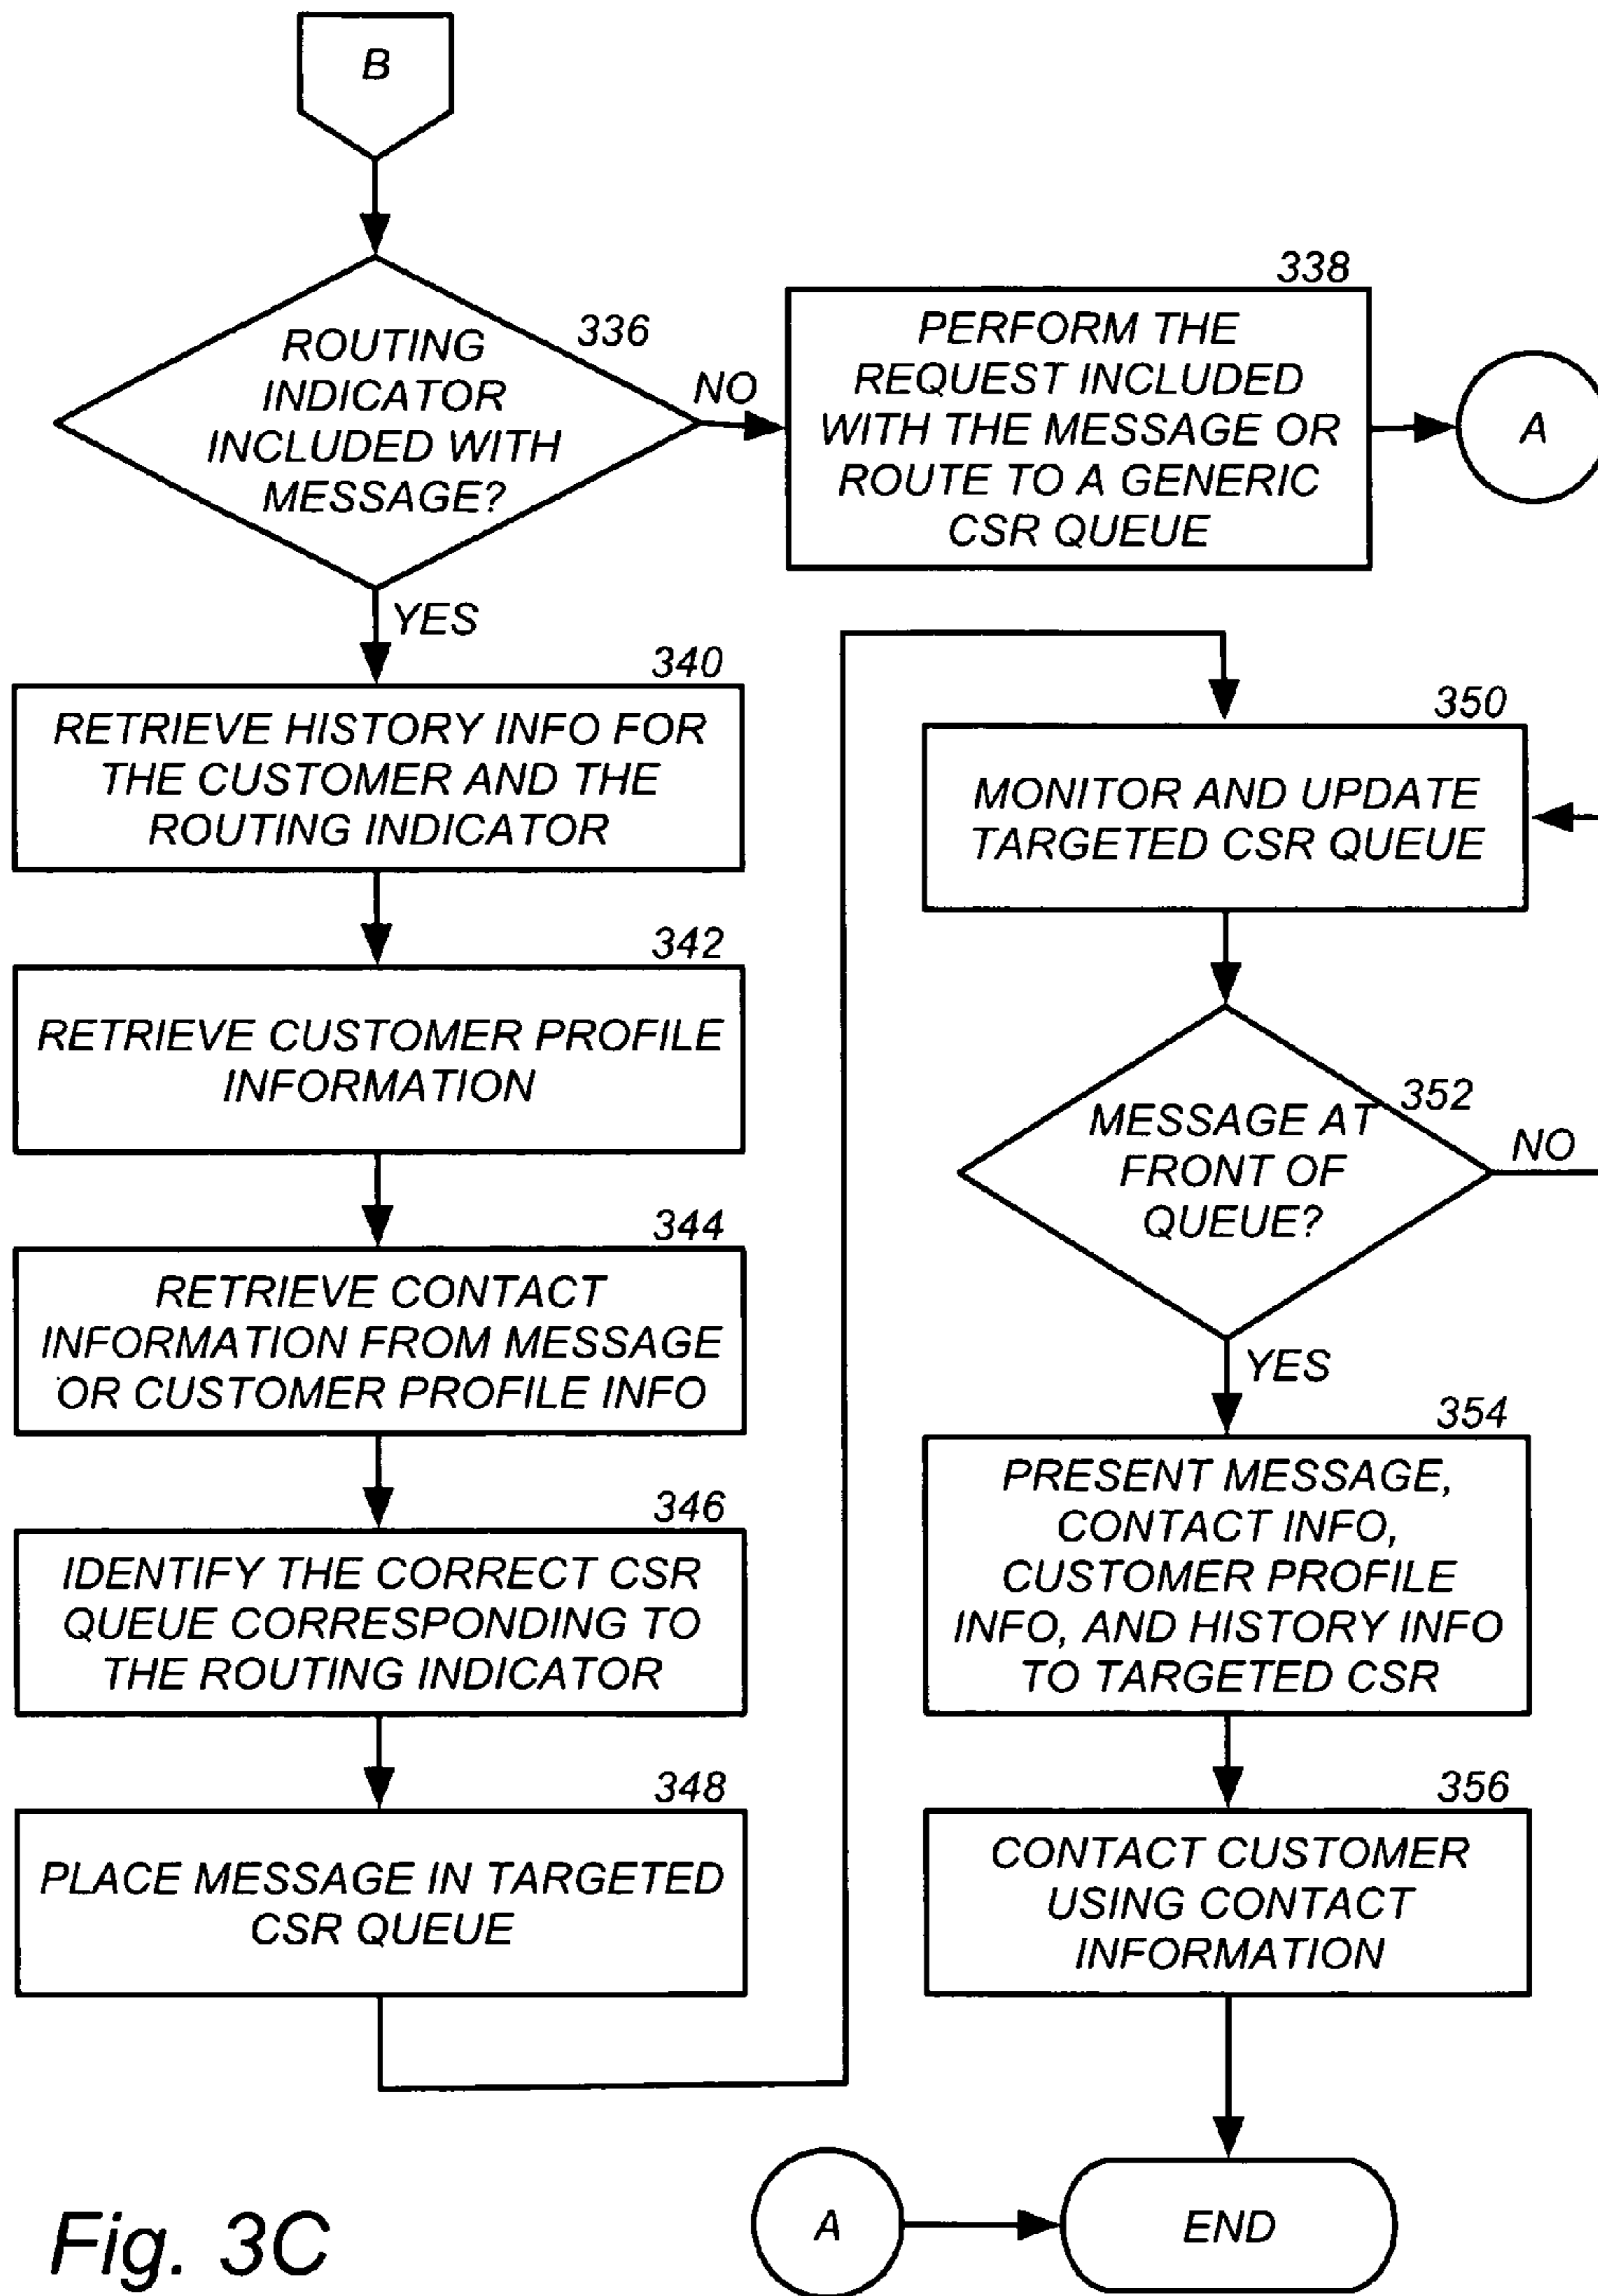 B
336
ROUTING
INDICATOR
INCLUDED WITH
MESSAGE?
NO
338
PERFORM THE
REQUEST INCLUDED
WITH THE MESSAGE OR
ROUTE TO A GENERIC
CSR QUEUE
A
YES
340
RETRIEVE HISTORY INFO FOR
THE CUSTOMER AND THE
ROUTING INDICATOR
342
RETRIEVE CUSTOMER PROFILE
INFORMATION
344
RETRIEVE CONTACT
INFORMATION FROM MESSAGE
OR CUSTOMER PROFILE INFO
346
IDENTIFY THE CORRECT CSR
QUEUE CORRESPONDING TO
THE ROUTING INDICATOR
348
PLACE MESSAGE IN TARGETED
CSR QUEUE
350
MONITOR AND UPDATE
TARGETED CSR QUEUE
352
MESSAGE AT
FRONT OF
QUEUE?
NO
YES
354
PRESENT MESSAGE,
CONTACT INFO,
CUSTOMER PROFILE
INFO, AND HISTORY INFO
TO TARGETED CSR
356
CONTACT CUSTOMER
USING CONTACT
INFORMATION
A
END
Fig. 3C